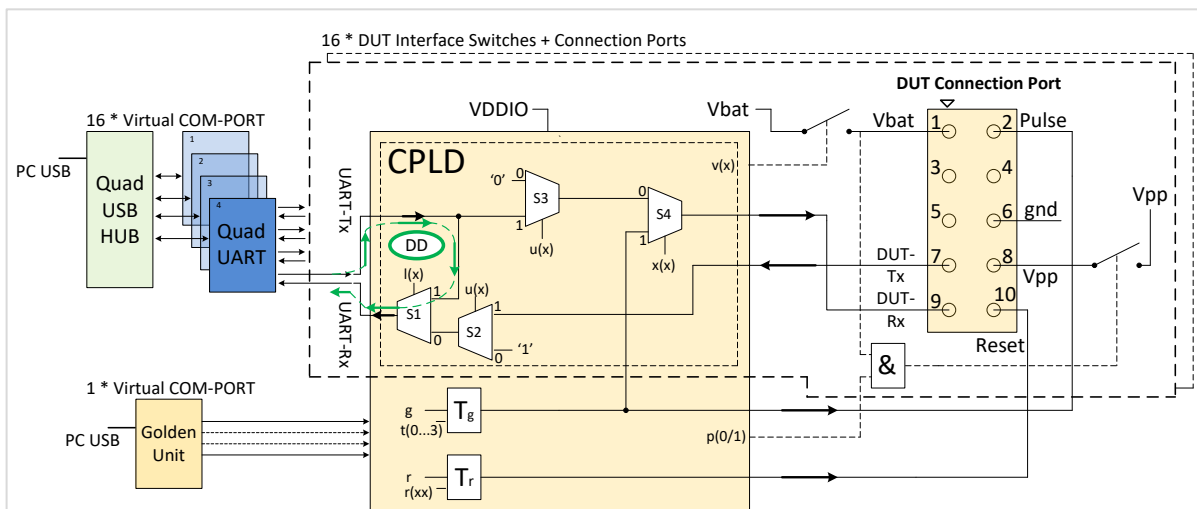 16 * DUT Interface Switches + Connection Ports
DUT Connection Port
VDDIO
Vbat
Vbat
1
2
Pulse
16 * Virtual COM-PORT
PC USB
Quad
USB
HUB
1
2
3
4
Quad
UART
UART-Tx
UART-Rx
CPLD
v(x)
'0'
0
1
S3
u(x)
0
1
S4
x(x)
DD
l(x)
S1
1
0
u(x)
S2
1
0
'1'
3
4
5
6
gnd
Vpp
DUT-
Tx
7
8
Vpp
DUT-
Rx
9
10
Reset
&
1 * Virtual COM-PORT
PC USB
Golden
Unit
g
t(0...3)
Tg
p(0/1)
r
r(xx)
Tr